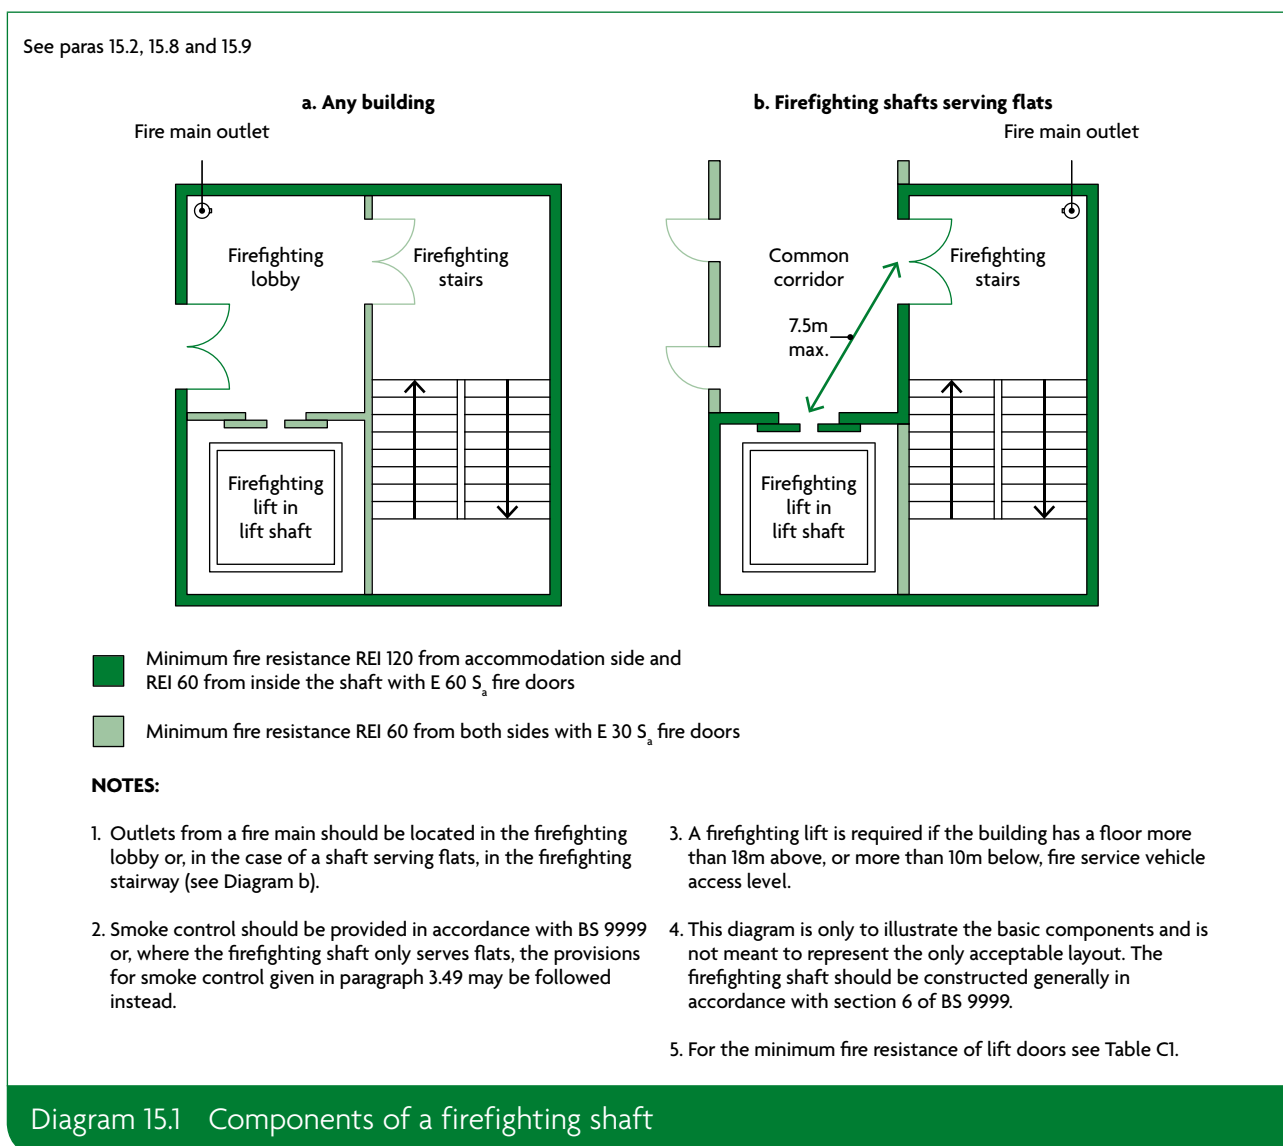 See paras 15.2, 15.8 and 15.9
a. Any building
Fire main outlet
Firefighting
lobby
Firefighting
stairs
Firefighting
lift in
lift shaft
b. Firefighting shafts serving flats
Fire main outlet
Common
corridor
Firefighting
stairs
7.5m
max.
Firefighting
lift in
lift shaft
Minimum fire resistance REI 120 from accommodation side and
REI 60 from inside the shaft with E 60 Sa fire doors
Minimum fire resistance REI 60 from both sides with E 30 Sa fire doors
NOTES:
1. Outlets from a fire main should be located in the firefighting
lobby or, in the case of a shaft serving flats, in the firefighting
stairway (see Diagram b).
2. Smoke control should be provided in accordance with BS 9999
or, where the firefighting shaft only serves flats, the provisions
for smoke control given in paragraph 3.49 may be followed
instead.
3. A firefighting lift is required if the building has a floor more
than 18m above, or more than 10m below, fire service vehicle
access level.
4. This diagram is only to illustrate the basic components and is
not meant to represent the only acceptable layout. The
firefighting shaft should be constructed generally in
accordance with section 6 of BS 9999.
5. For the minimum fire resistance of lift doors see Table C1.
Diagram 15.1 Components of a firefighting shaft